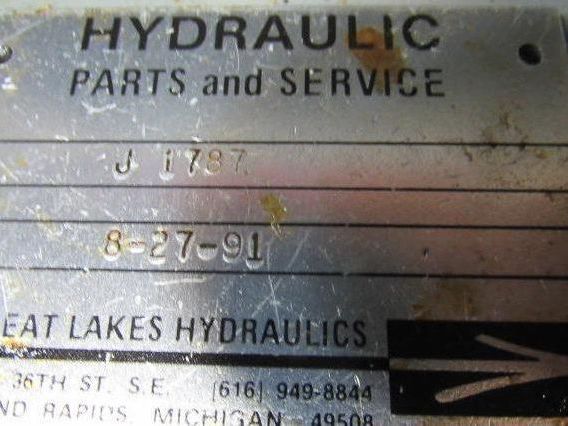 HYDRAULIC
PARTS and SERVICE
J 1787
8-27-91
EAT LAKES HYDRAULICS
36TH ST. S.E. (616) 949-8844
ND RAPIDS, MICHIGAN 49508